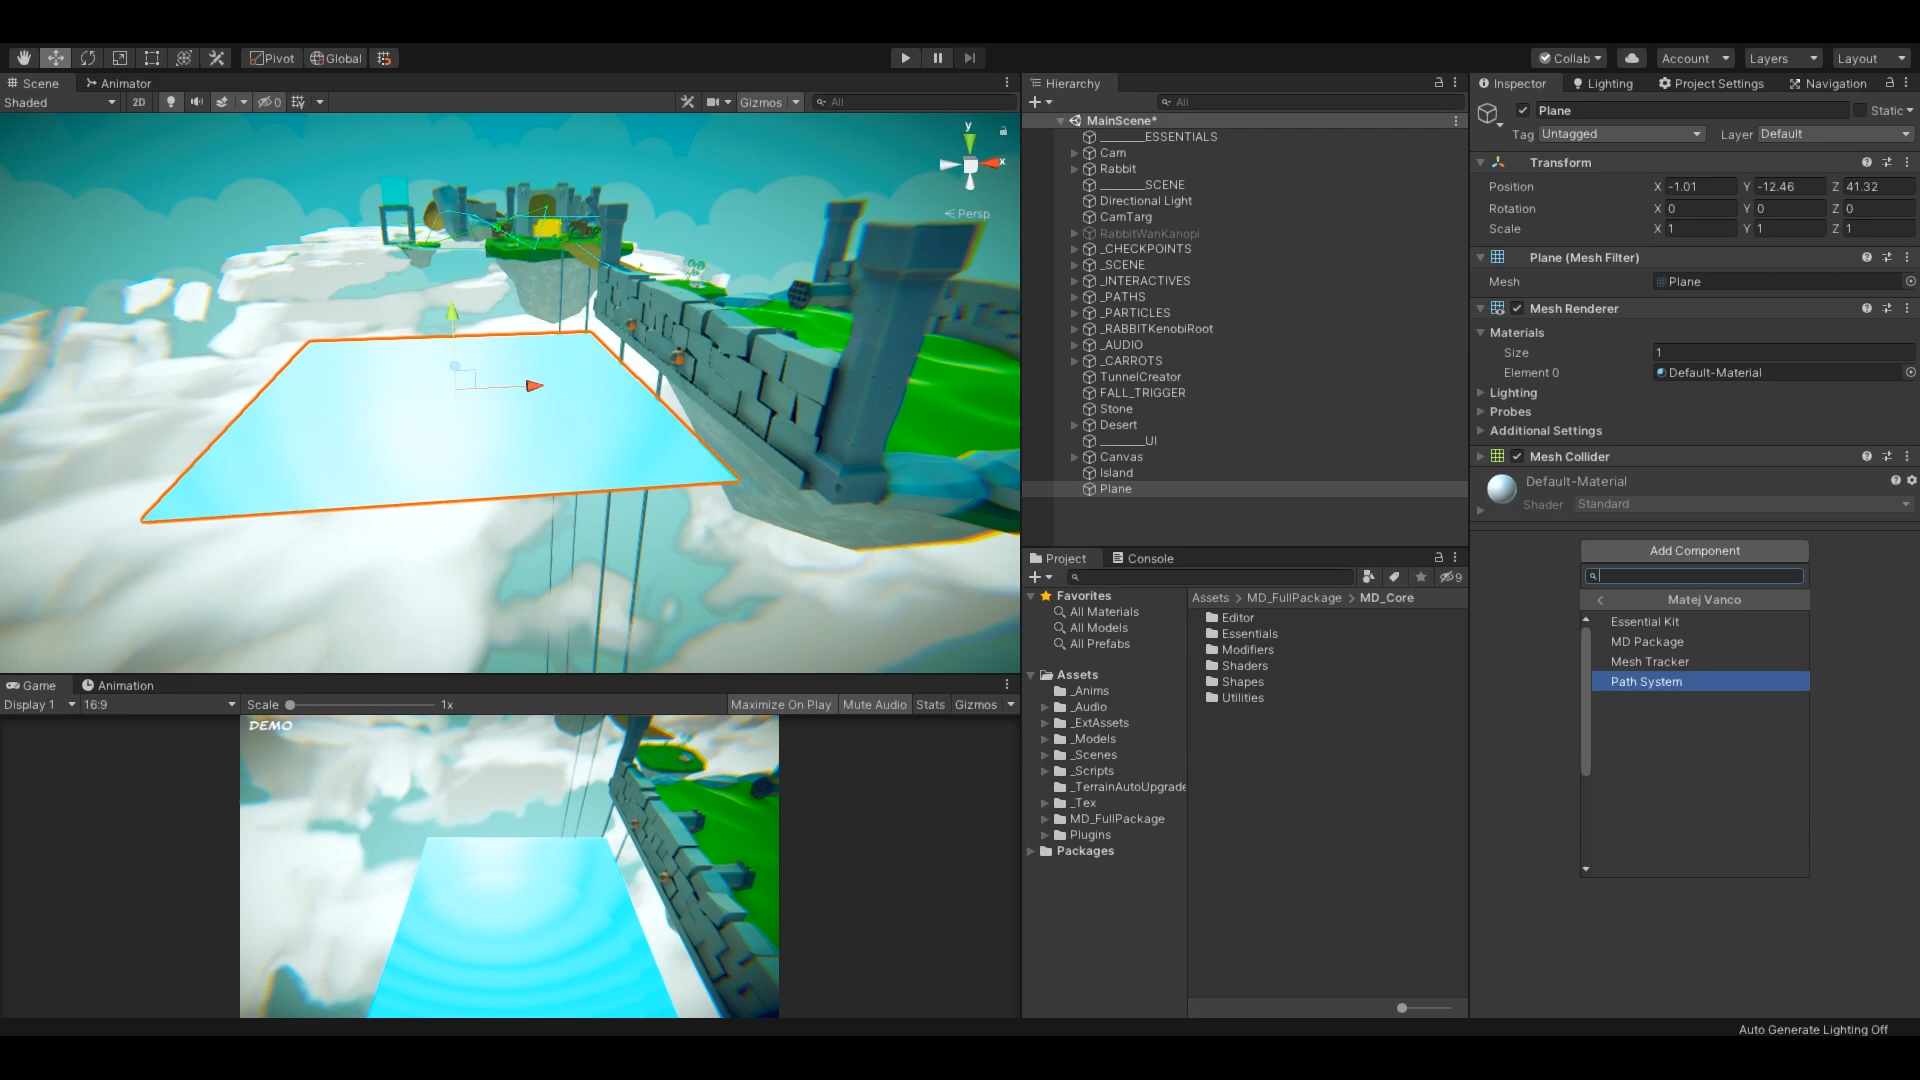 Pivot
Global
Collab
Account
Layers
Layout
Scene
Animator
Shaded
2D
0
Gizmos
All
y
x
Persp
Hierarchy
All
MainScene*
________ESSENTIALS
Cam
Rabbit
________SCENE
Directional Light
CamTarg
RabbitWanKanopi
_CHECKPOINTS
_SCENE
_INTERACTIVES
_PATHS
_PARTICLES
_RABBITKenobiRoot
_AUDIO
_CARROTS
TunnelCreator
FALL_TRIGGER
Stone
Desert
________UI
Canvas
Island
Plane
Inspector
Lighting
Project Settings
Navigation
Plane
Static
Tag Untagged
Layer Default
Transform
Position X -1.01 Y -12.46 Z 41.32
Rotation X 0 Y 0 Z 0
Scale X 1 Y 1 Z 1
Plane (Mesh Filter)
Mesh Plane
Mesh Renderer
Materials
Size 1
Element 0 Default-Material
Lighting
Probes
Additional Settings
Mesh Collider
Default-Material
Shader Standard
Add Component
Matej Vanco
Essential Kit
MD Package
Mesh Tracker
Path System
Project
Console
9
Favorites
All Materials
All Models
All Prefabs
Assets
_Anims
_Audio
_ExtAssets
_Models
_Scenes
_Scripts
_TerrainAutoUpgrade
_Tex
MD_FullPackage
Plugins
Packages
Assets > MD_FullPackage > MD_Core
Editor
Essentials
Modifiers
Shaders
Shapes
Utilities
Game
Animation
Display 1
16:9
Scale 1x
Maximize On Play
Mute Audio
Stats
Gizmos
DEMO
Auto Generate Lighting Off